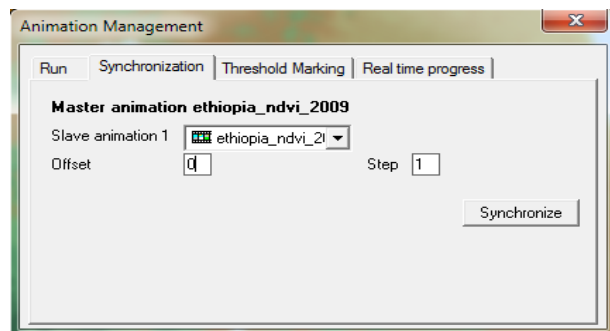 Animation Management
Run Synchronization Threshold Marking Real time progress
Master animation ethiopia_ndvi_2009
Slave animation 1 ethiopia_ndvi_2
Offset 0 Step 1
Synchronize